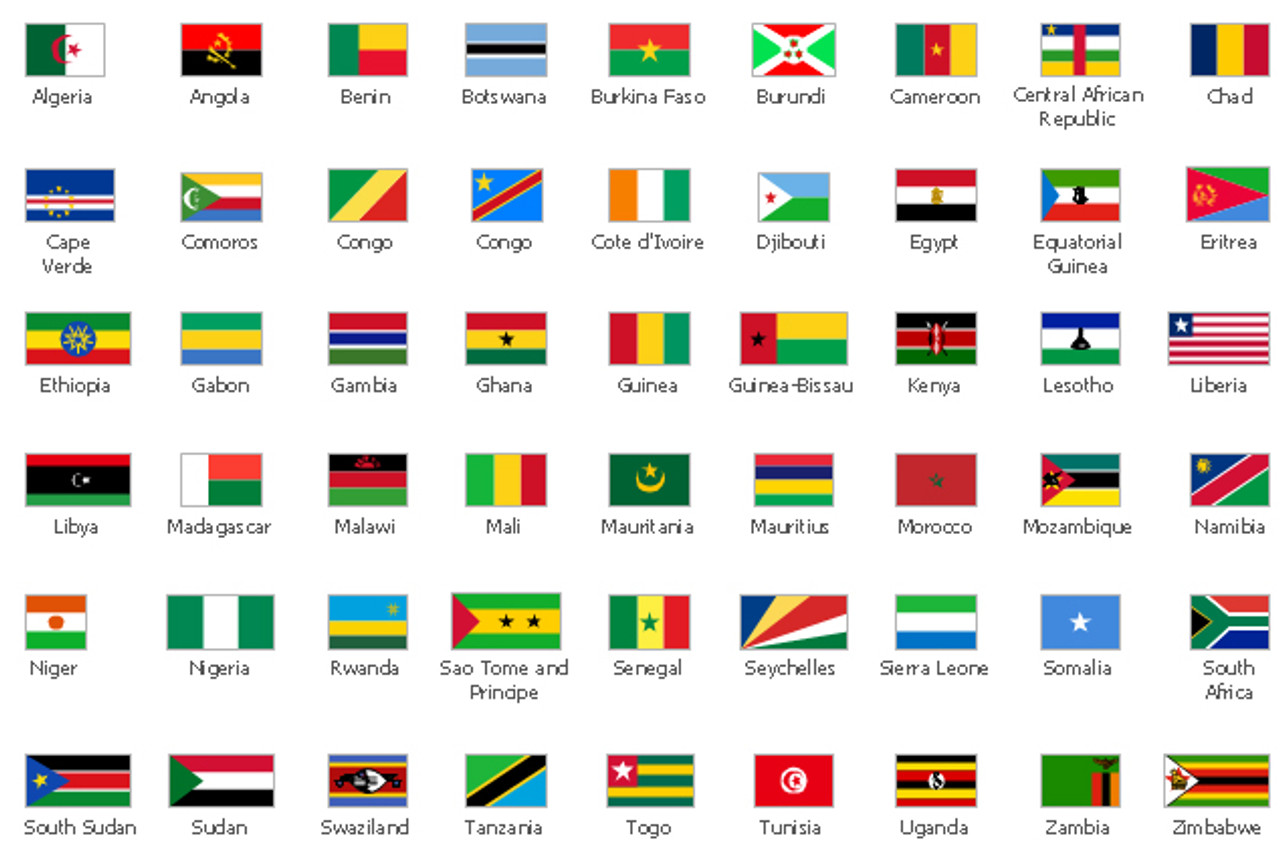 Algeria
Angola
Benin
Botswana
Burkina Faso
Burundi
Cameroon
Central African
Republic
Chad
Cape
Verde
Comoros
Congo
Congo
Cote d'Ivoire
Djibouti
Egypt
Equatorial
Guinea
Eritrea
Ethiopia
Gabon
Gambia
Ghana
Guinea
Guinea-Bissau
Kenya
Lesotho
Liberia
Libya
Madagascar
Malawi
Mali
Mauritania
Mauritius
Morocco
Mozambique
Namibia
Niger
Nigeria
Rwanda
Sao Tome and
Principe
Senegal
Seychelles
Sierra Leone
Somalia
South
Africa
South Sudan
Sudan
Swaziland
Tanzania
Togo
Tunisia
Uganda
Zambia
Zimbabwe